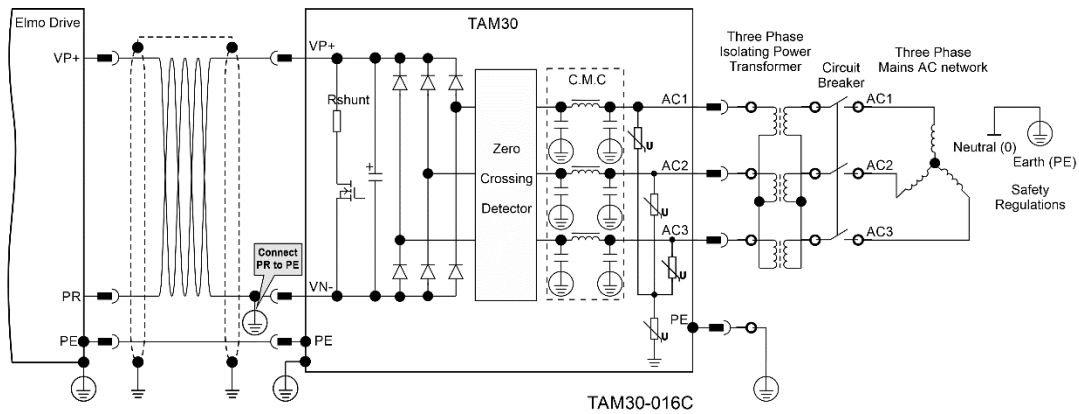 Elmo Drive
VP+
PR
PE
TAM30
VP+
Rshunt
+
VN-
PE
Connect
PR to PE
Zero
Crossing
Detector
C.M.C
U
U
U
U
AC1
AC2
AC3
PE
Three Phase
Isolating Power
Transformer
Circuit
Breaker
Three Phase
Mains AC network
AC1
AC2
AC3
Neutral (0)
Earth (PE)
Safety
Regulations
TAM30-016C